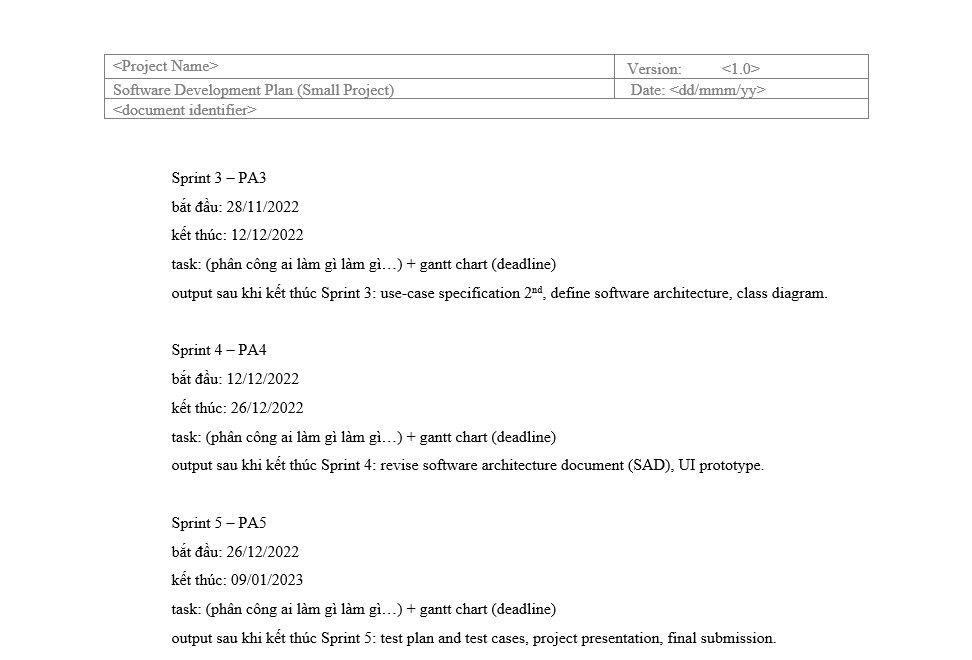 <Project Name>
Version: <1.0>
Software Development Plan (Small Project)
Date: <dd/mmm/yy>
<document identifier>
Sprint 3 – PA3
bắt đầu: 28/11/2022
kết thúc: 12/12/2022
task: (phân công ai làm gì làm gì…) + gantt chart (deadline)
output sau khi kết thúc Sprint 3: use-case specification 2nd, define software architecture, class diagram.
Sprint 4 – PA4
bắt đầu: 12/12/2022
kết thúc: 26/12/2022
task: (phân công ai làm gì làm gì…) + gantt chart (deadline)
output sau khi kết thúc Sprint 4: revise software architecture document (SAD), UI prototype.
Sprint 5 – PA5
bắt đầu: 26/12/2022
kết thúc: 09/01/2023
task: (phân công ai làm gì làm gì…) + gantt chart (deadline)
output sau khi kết thúc Sprint 5: test plan and test cases, project presentation, final submission.